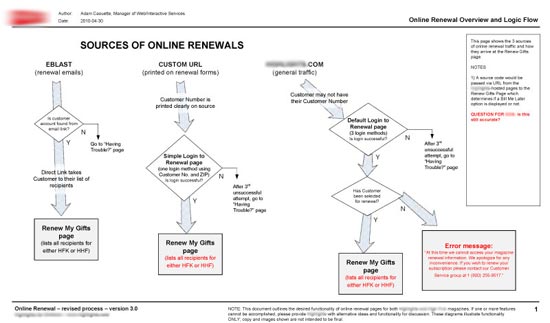 Author: Adam Cassette, Manager of Web/Interactive Services
Date: 2010-04-30
Online Renewal Overview and Logic Flow
SOURCES OF ONLINE RENEWALS
EBLAST
(renewal emails)
CUSTOM URL
(printed on renewal forms)
.COM
(general traffic)
This page shows the 3 sources
of online renewal traffic and how
they arrive at the Renew Gifts
page
NOTES
1) A source code would be
passed via URL from the
hosted pages to the
Renew Gifts Page which
determines if a Bill Me Later
option is displayed or not.
QUESTION FOR is this
still accurate?
Customer Number is
printed clearly on source
Customer may not have
their Customer Number
Is customer
account found from
email link?
N
Y
Go to "Having
Trouble?" page
Simple Login to
Renewal page
(one login method using
Customer No. and ZIP)
Is login successful?
N
Y
After 3rd
unsuccessful
attempt, go to
"Having
Trouble?" page
Default Login to
Renewal page
(3 login methods)
Is login successful?
N
Y
After 3rd
unsuccessful
attempt, go to
"Having
Trouble?" page
Direct Link takes
Customer to their list of
recipients
Has Customer
been selected
for renewal?
Y
N
Renew My Gifts
page
(lists all recipients for
either HFK or HHF)
Renew My Gifts
page
(lists all recipients for
either HFK or HHF)
Renew My Gifts
page
(lists all recipients for
either HFK or HHF)
Error message:
"At this time we cannot access your magazine
renewal information. We apologize for any
inconvenience. If you wish to renew your
subscription please contact our Customer
Service group at 1 (800) 255-9517."
Online Renewal – revised process – version 3.0
NOTE: This document outlines the desired functionality of online renewal pages for both If one or more features
cannot be accomplished, please provide with alternative ideas and functionality for discussion. These diagrams illustrate functionality
ONLY; copy and images shown are not intended to be final.
1